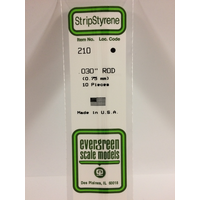 StripStyrene
Item No. Loc. Code
210
.030" ROD
(0.75 mm)
10 Pieces
Made in U.S.A.
evergreen
scale models
Des Plaines, IL 60018